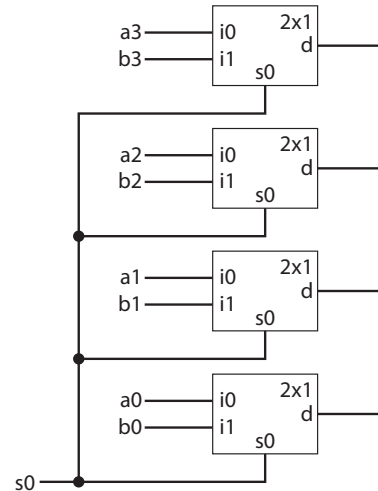 2x1
a3 i0
d
b3 i1
s0
2x1
a2 i0
d
b2 i1
s0
2x1
a1 i0
d
b1 i1
s0
2x1
a0 i0
d
b0 i1
s0
s0